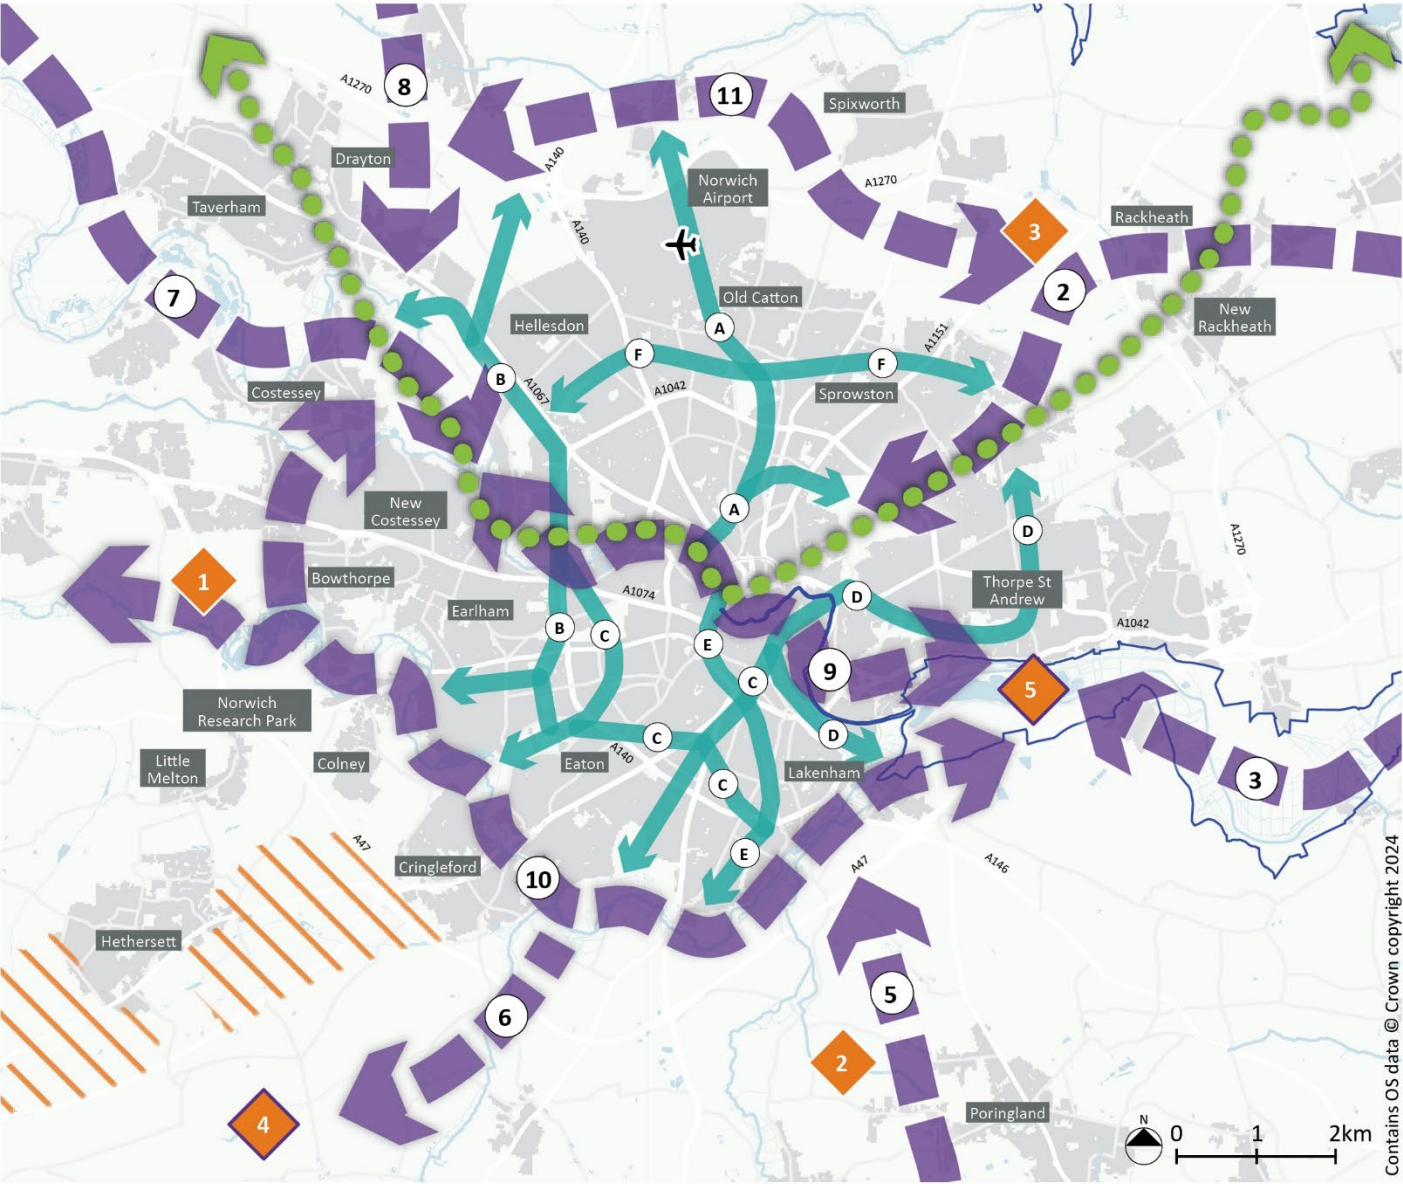 8
11
A1270
Spixworth
Drayton
A140
Norwich
Airport
A1270
Taverham
Rackheath
A140
3
2
7
Old Catton
New
Rackheath
Hellesdon
A
A1151
F
F
B
A1067
A1042
Costessey
Sprowston
New
Costessey
A
D
A1270
1
Bowthorpe
A1074
Thorpe St
Andrew
Earlham
D
A1042
B
C
E
9
C
5
Norwich
Research Park
C
D
A140
Little
Melton
Colney
Eaton
Lakenham
C
3
A47
E
Cringleford
A47
A146
10
Hethersett
5
6
2
4
Poringland
N
0 1 2km
Contains OS data © Crown copyright 2024